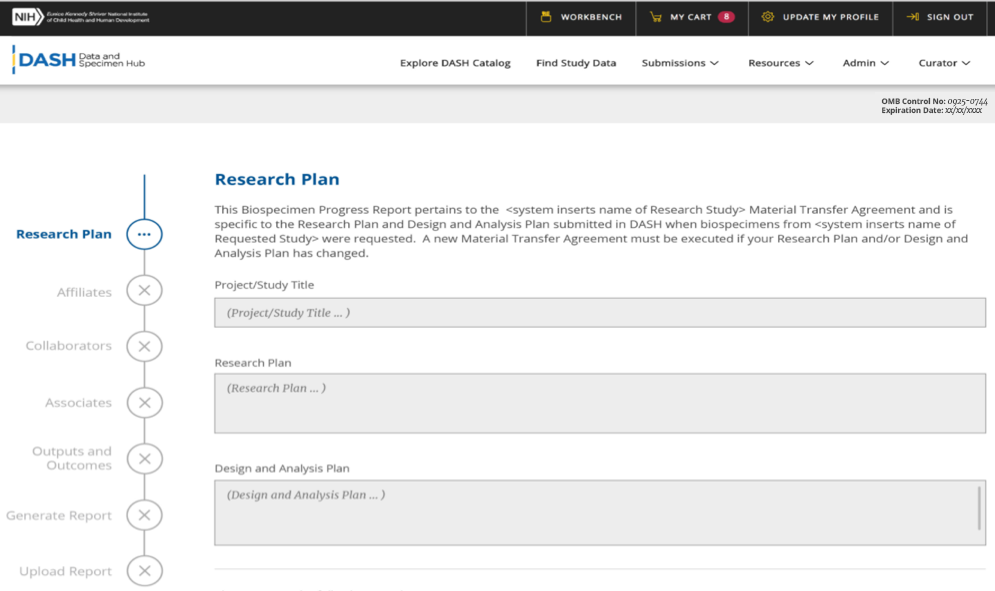 NIH Eunice Kennedy Shriver National Institute
of Child Health and Human Development
WORKBENCH
MY CART 8
UPDATE MY PROFILE
SIGN OUT
DASH Data and
Specimen Hub
Explore DASH Catalog
Find Study Data
Submissions
Resources
Admin
Curator
OMB Control No: 0925-0744
Expiration Date: xx/xx/xxxx
Research Plan
This Biospecimen Progress Report pertains to the <system inserts name of Research Study> Material Transfer Agreement and is
specific to the Research Plan and Design and Analysis Plan submitted in DASH when biospecimens from <system inserts name of
Requested Study> were requested. A new Material Transfer Agreement must be executed if your Research Plan and/or Design and
Analysis Plan has changed.
Project/Study Title
(Project/Study Title ... )
Research Plan
(Research Plan ... )
Design and Analysis Plan
(Design and Analysis Plan ... )
Research Plan
Affiliates
Collaborators
Associates
Outputs and
Outcomes
Generate Report
Upload Report